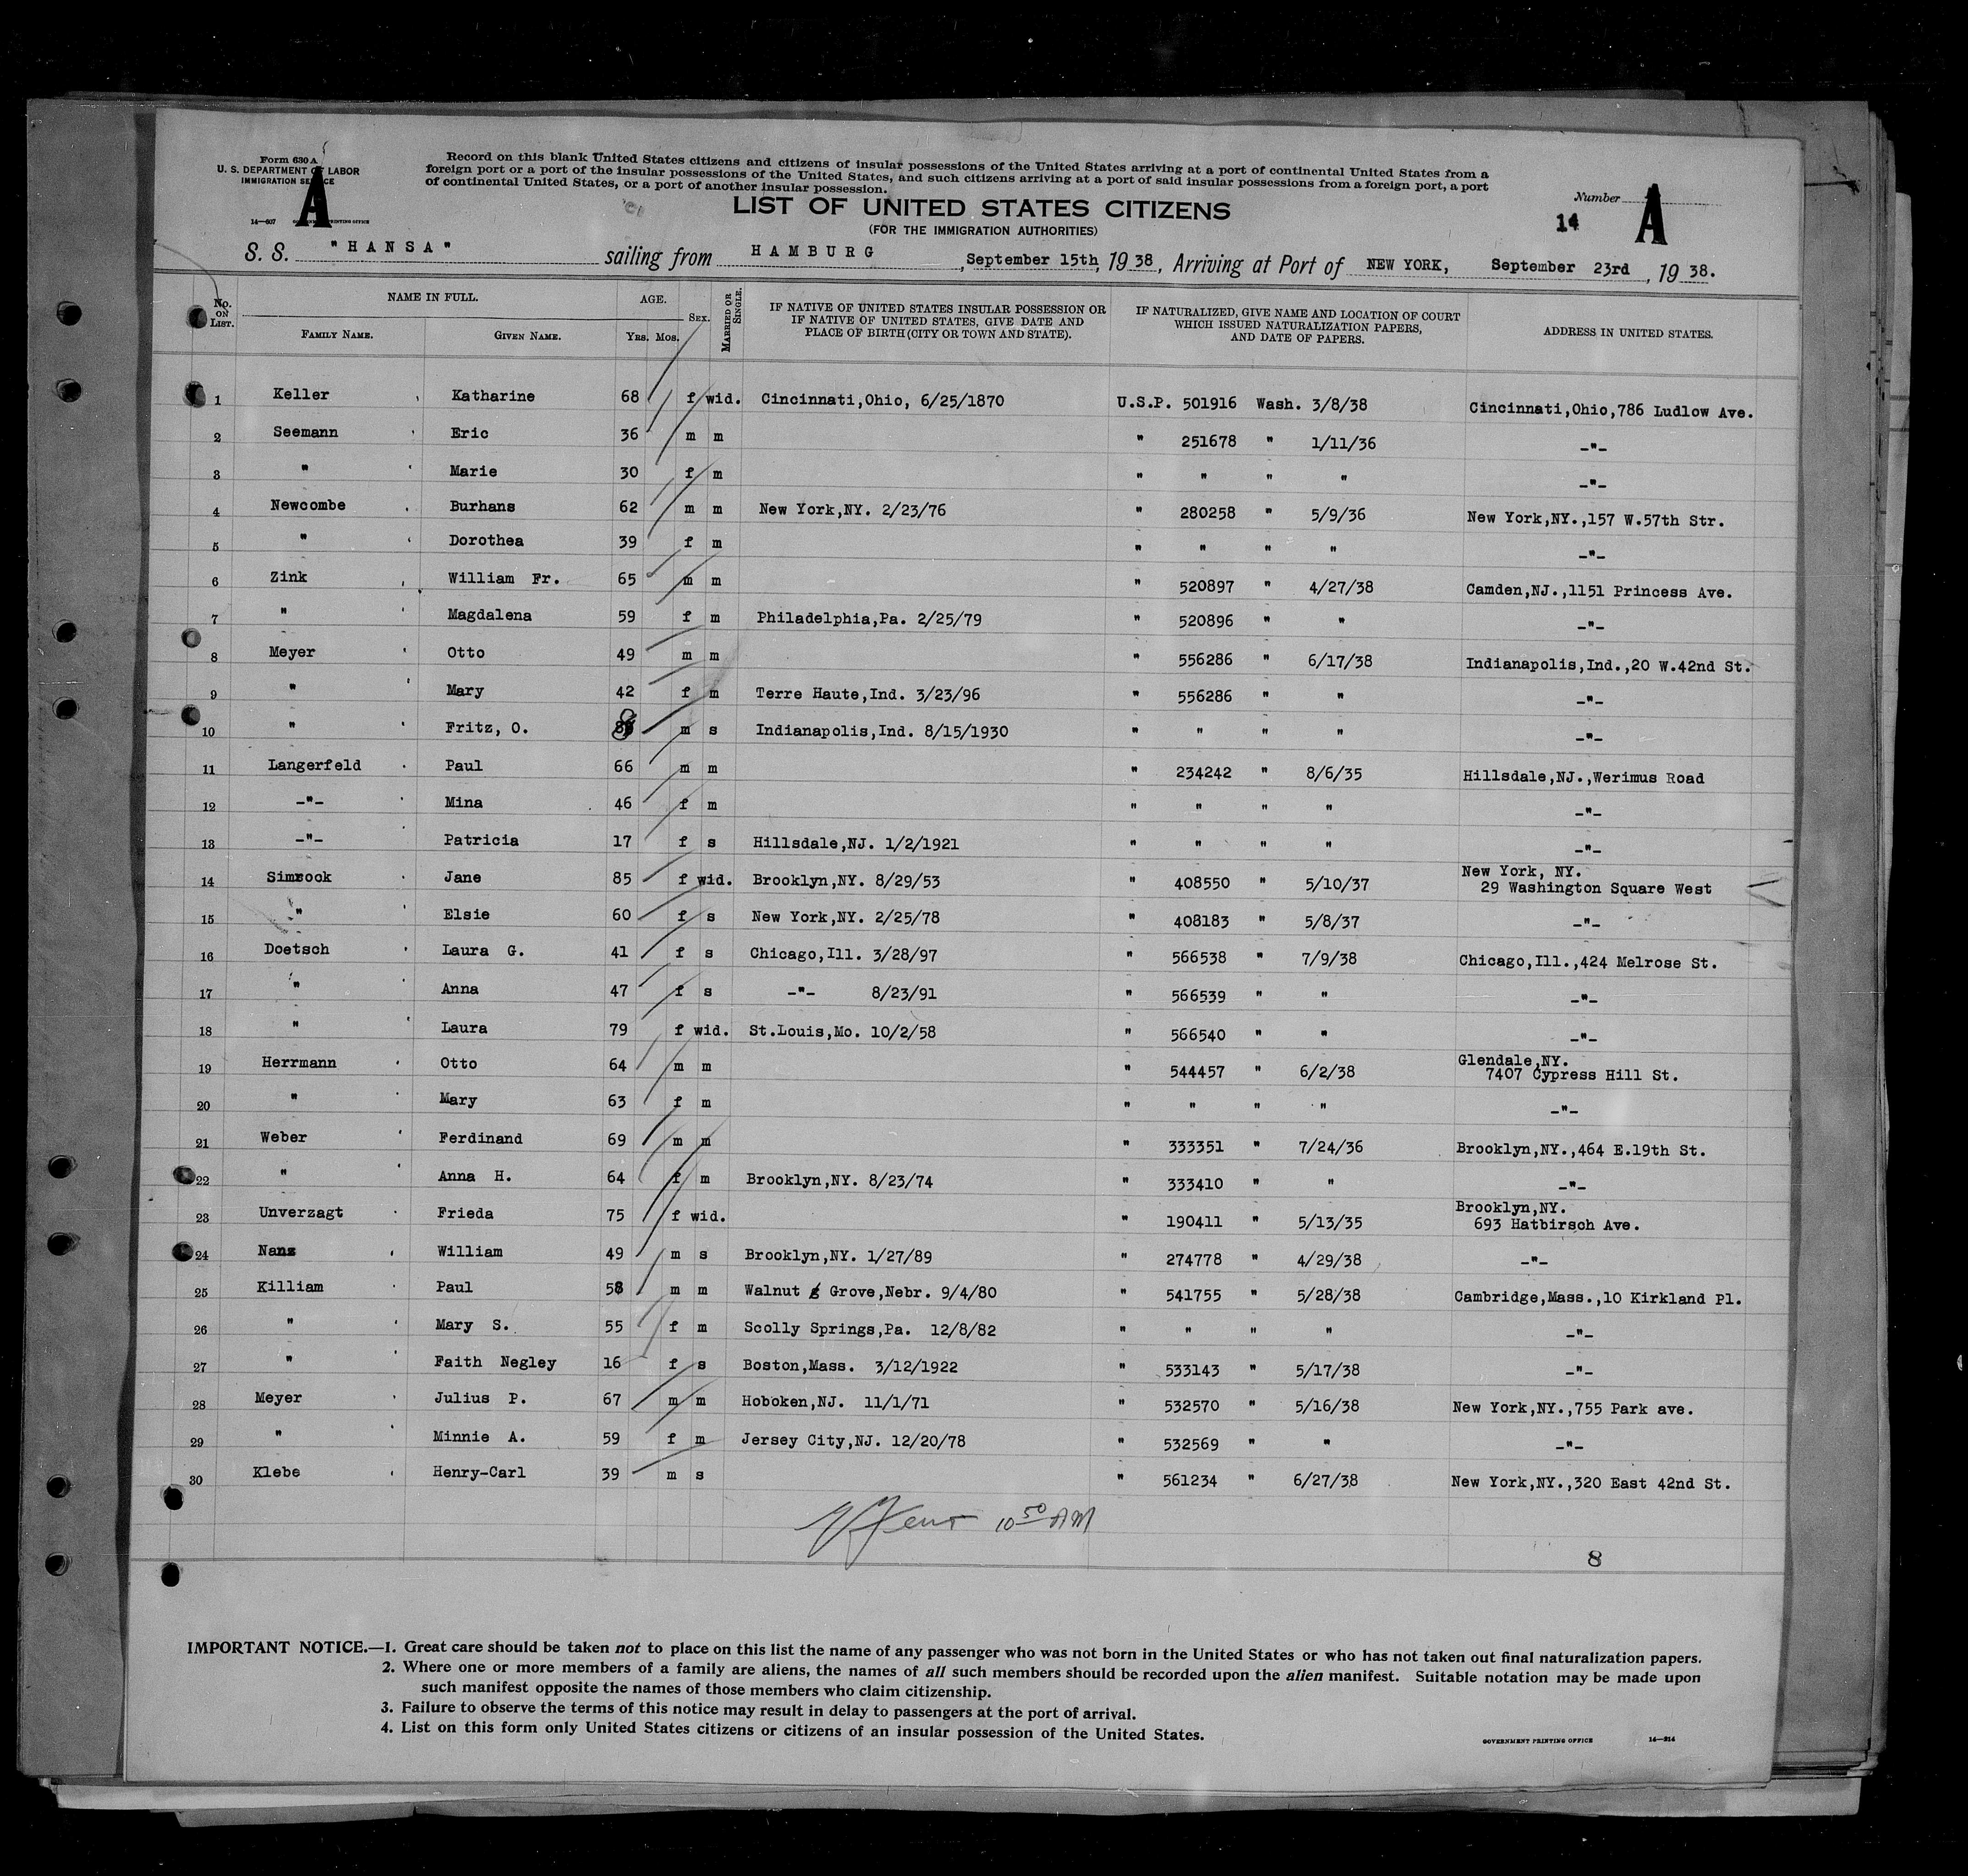 Form 630 A
U. S. DEPARTMENT OF LABOR
IMMIGRATION SERVICE
A
14—607 GOVERNMENT PRINTING OFFICE
Record on this blank United States citizens and citizens of insular possessions of the United States arriving at a port of continental United States from a
foreign port or a port of the insular possessions of the United States, and such citizens arriving at a port of said insular possessions from a foreign port, a port
of continental United States, or a port of another insular possession.
LIST OF UNITED STATES CITIZENS
(FOR THE IMMIGRATION AUTHORITIES)
Number
14 A
S. S. "HANSA" sailing from HAMBURG, September 15th, 19 38, Arriving at Port of NEW YORK, September 23rd, 19 38.
No. ON LIST. NAME IN FULL. AGE. SEX. MARRIED OR SINGLE. IF NATIVE OF UNITED STATES INSULAR POSSESSION OR IF NATIVE OF UNITED STATES, GIVE DATE AND PLACE OF BIRTH (CITY OR TOWN AND STATE). IF NATURALIZED, GIVE NAME AND LOCATION OF COURT WHICH ISSUED NATURALIZATION PAPERS, AND DATE OF PAPERS. ADDRESS IN UNITED STATES.
FAMILY NAME. GIVEN NAME. YRS. MOS.
1 Keller Katharine 68 f wid. Cincinnati,Ohio, 6/25/1870 U.S.P. 501916 Wash. 3/8/38 Cincinnati,Ohio,786 Ludlow Ave.
2 Seemann Eric 36 m m " 251678 " 1/11/36 -"-
3 " Marie 30 f m " " " " -"-
4 Newcombe Burhans 62 m m New York,NY. 2/23/76 " 280258 " 5/9/36 New York,NY.,157 W.57th Str.
5 " Dorothea 39 f m " " " " -"-
6 Zink William Fr. 65 m m " 520897 " 4/27/38 Camden,NJ.,1151 Princess Ave.
7 " Magdalena 59 f m Philadelphia,Pa. 2/25/79 " 520896 " " -"-
8 Meyer Otto 49 m m " 556286 " 6/17/38 Indianapolis,Ind.,20 W.42nd St.
9 " Mary 42 f m Terre Haute,Ind. 3/23/96 " 556286 " " -"-
10 " Fritz, O. 8 m s Indianapolis,Ind. 8/15/1930 " " " " -"-
11 Langerfeld Paul 66 m m " 234242 " 8/6/35 Hillsdale,NJ.,Werimus Road
12 -"- Mina 46 f m " " " " -"-
13 -"- Patricia 17 f s Hillsdale,NJ. 1/2/1921 " " " " -"-
14 Simrock Jane 85 f wid. Brooklyn,NY. 8/29/53 " 408550 " 5/10/37 New York, NY.
29 Washington Square West
15 " Elsie 60 f s New York,NY. 2/25/78 " 408183 " 5/8/37 -"-
16 Doetsch Laura G. 41 f s Chicago,Ill. 3/28/97 " 566538 " 7/9/38 Chicago,Ill.,424 Melrose St.
17 " Anna 47 f s -"- 8/23/91 " 566539 " " -"-
18 " Laura 79 f wid. St.Louis,Mo. 10/2/58 " 566540 " " -"-
19 Herrmann Otto 64 m m " 544457 " 6/2/38 Glendale,NY.
7407 Cypress Hill St.
20 " Mary 63 f m " " " " -"-
21 Weber Ferdinand 69 m m " 333351 " 7/24/36 Brooklyn,NY.,464 E.19th St.
22 " Anna H. 64 f m Brooklyn,NY. 8/23/74 " 333410 " " -"-
23 Unverzagt Frieda 75 f wid. " 190411 " 5/13/35 Brooklyn,NY.
693 Hatbirsch Ave.
24 Nanz William 49 m s Brooklyn,NY. 1/27/89 " 274778 " 4/29/38 -"-
25 Killiam Paul 58 m m Walnut Grove,Nebr. 9/4/80 " 541755 " 5/28/38 Cambridge,Mass.,10 Kirkland Pl.
26 " Mary S. 55 f m Scolly Springs,Pa. 12/8/82 " " " " -"-
27 " Faith Negley 16 f s Boston,Mass. 3/12/1922 " 533143 " 5/17/38 -"-
28 Meyer Julius P. 67 m m Hoboken,NJ. 11/1/71 " 532570 " 5/16/38 New York,NY.,755 Park ave.
29 " Minnie A. 59 f m Jersey City,NJ. 12/20/78 " 532569 " " -"-
30 Klebe Henry-Carl 39 m s " 561234 " 6/27/38 New York,NY.,320 East 42nd St.
10 50 AM
8
IMPORTANT NOTICE.—1. Great care should be taken not to place on this list the name of any passenger who was not born in the United States or who has not taken out final naturalization papers.
2. Where one or more members of a family are aliens, the names of all such members should be recorded upon the alien manifest. Suitable notation may be made upon
such manifest opposite the names of those members who claim citizenship.
3. Failure to observe the terms of this notice may result in delay to passengers at the port of arrival.
4. List on this form only United States citizens or citizens of an insular possession of the United States.
GOVERNMENT PRINTING OFFICE 14—214